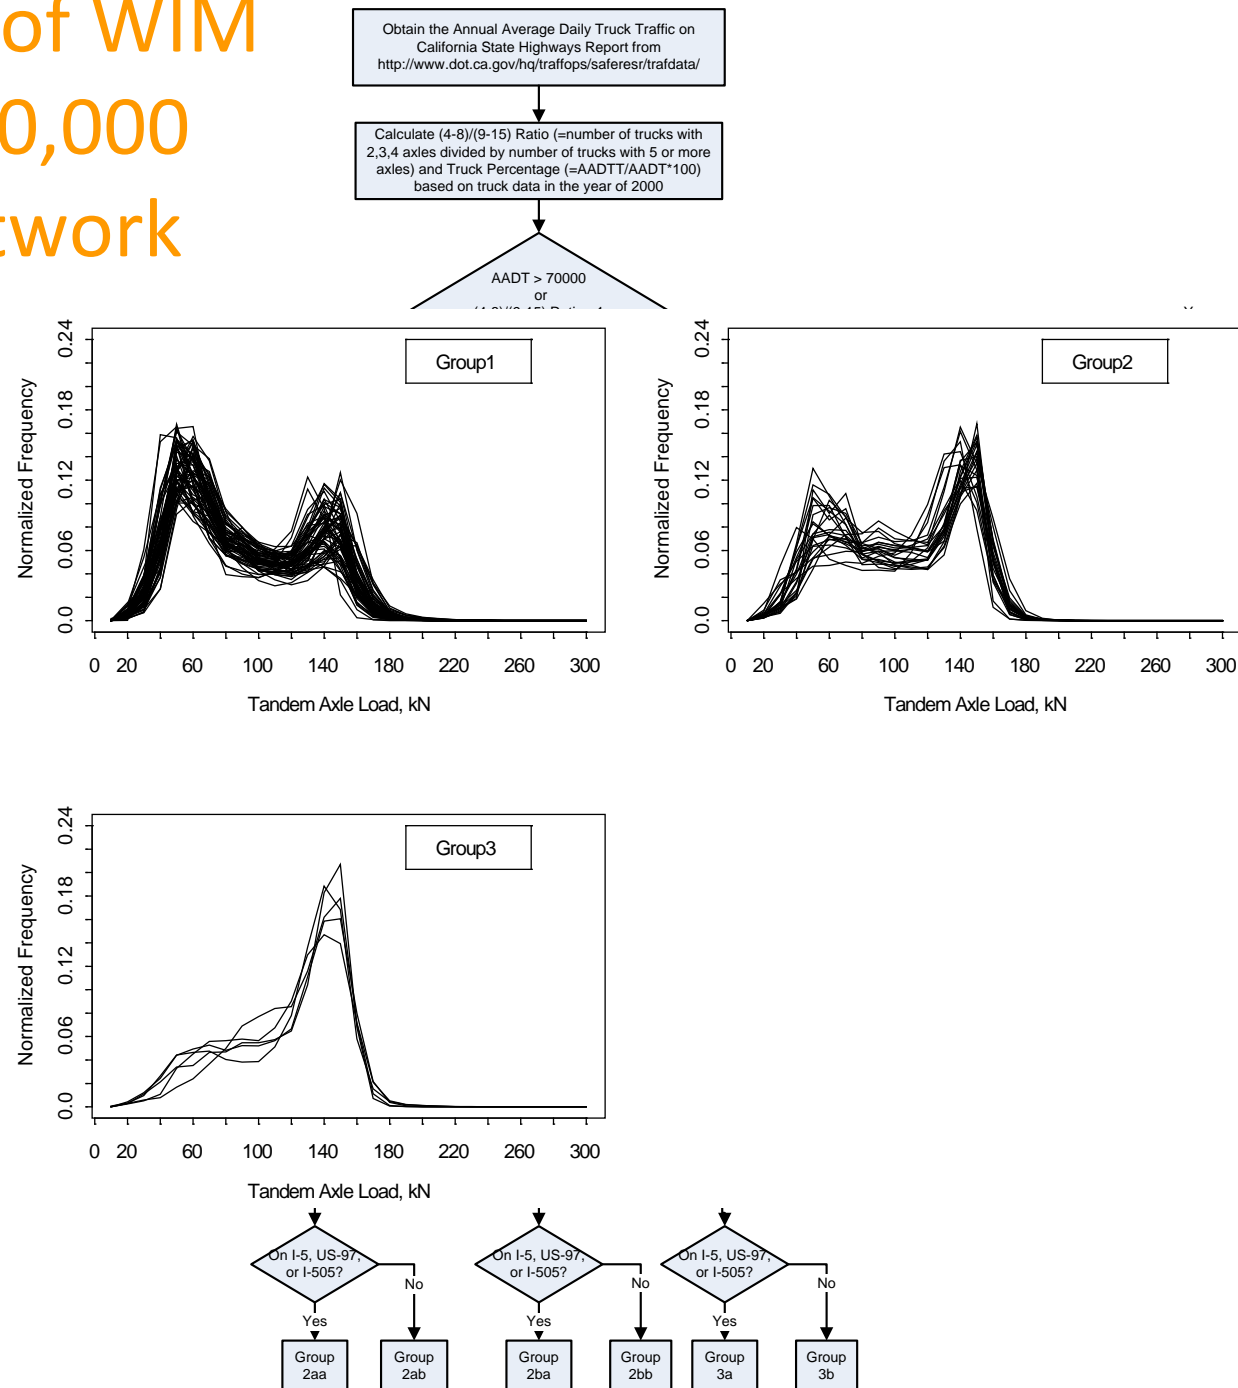 of WIM
0,000
twork
Obtain the Annual Average Daily Truck Traffic on
California State Highways Report from
http://www.dot.ca.gov/hq/traffops/saferesr/trafdata/
Calculate (4-8)/(9-15) Ratio (=number of trucks with
2,3,4 axles divided by number of trucks with 5 or more
axles) and Truck Percentage (=AADTT/AADT*100)
based on truck data in the year of 2000
AADT > 70000
or
Group1
Normalized Frequency
0.0 0.06 0.12 0.18 0.24
0 20 60 100 140 180 220 260 300
Tandem Axle Load, kN
Group2
Normalized Frequency
0.0 0.06 0.12 0.18 0.24
0 20 60 100 140 180 220 260 300
Tandem Axle Load, kN
Group3
Normalized Frequency
0.0 0.06 0.12 0.18 0.24
0 20 60 100 140 180 220 260 300
Tandem Axle Load, kN
On I-5, US-97,
or I-505?
No
Yes
Group
2aa
Group
2ab
On I-5, US-97,
or I-505?
No
Yes
Group
2ba
Group
2bb
On I-5, US-97,
or I-505?
No
Yes
Group
3a
Group
3b